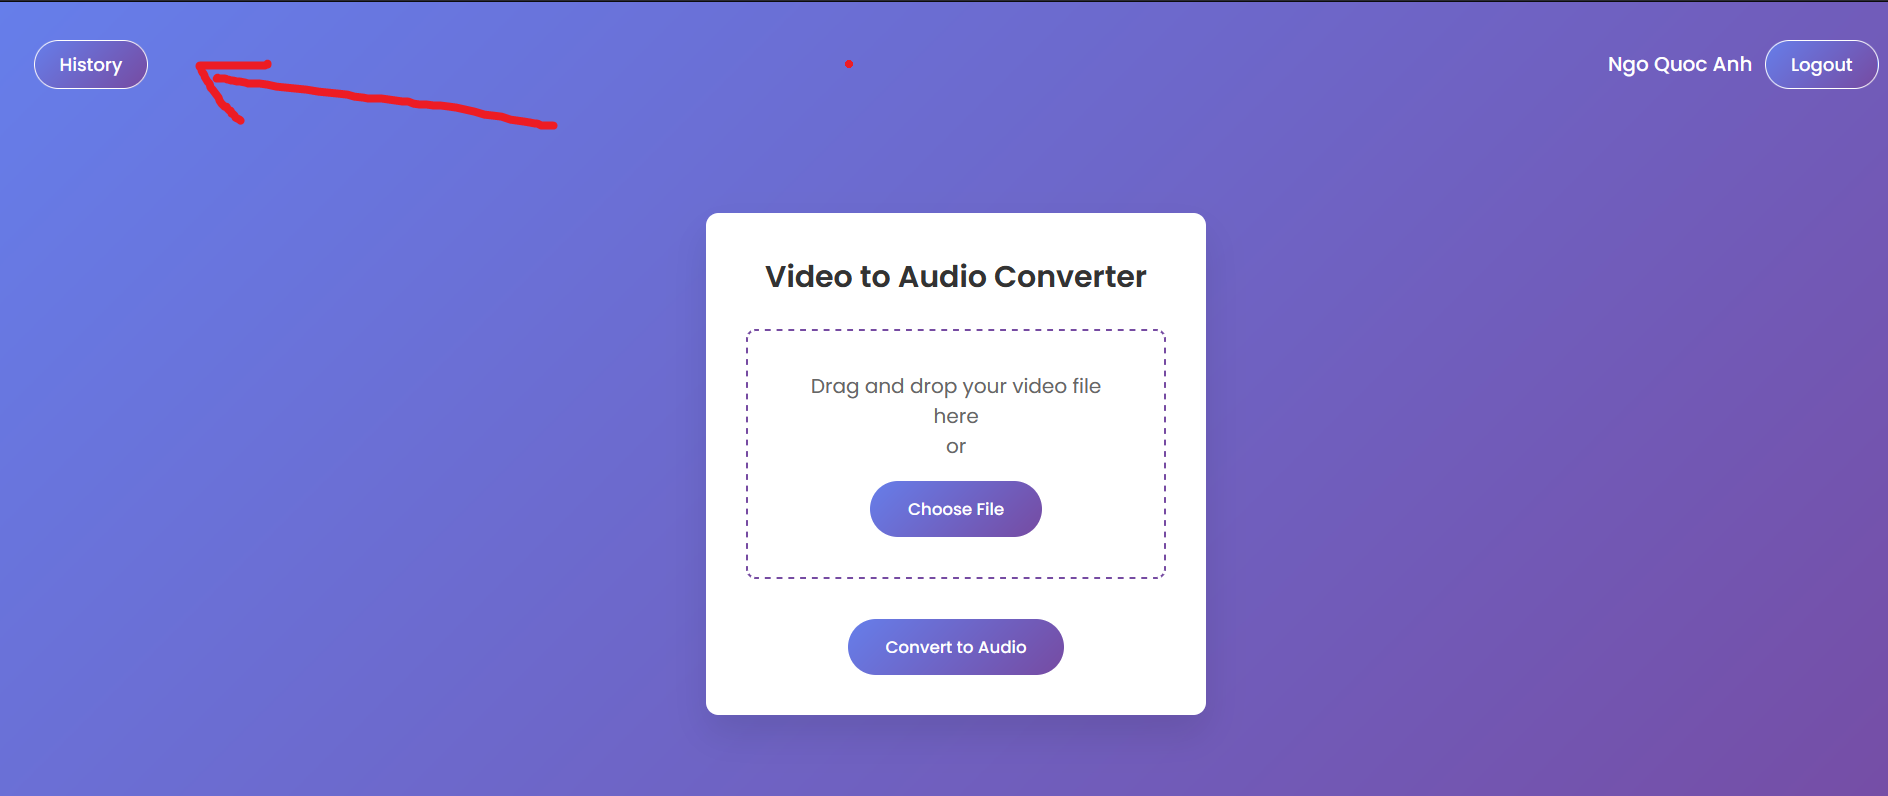 History
Ngo Quoc Anh
Logout
Video to Audio Converter
Drag and drop your video file
here
or
Choose File
Convert to Audio